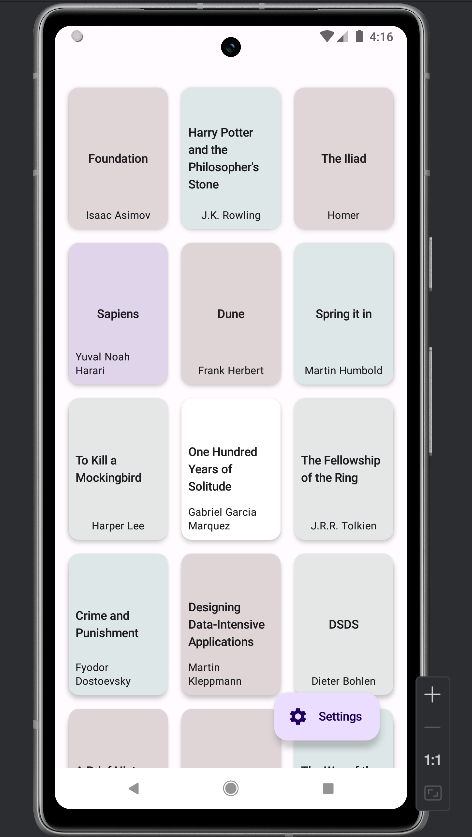 4:16
Foundation
Isaac Asimov
Harry Potter
and the
Philosopher's
Stone
J.K. Rowling
The Iliad
Homer
Sapiens
Yuval Noah
Harari
Dune
Frank Herbert
Spring it in
Martin Humbold
To Kill a
Mockingbird
Harper Lee
One Hundred
Years of
Solitude
Gabriel Garcia
Marquez
The Fellowship
of the Ring
J.R.R. Tolkien
Crime and
Punishment
Fyodor
Dostoevsky
Designing
Data-Intensive
Applications
Martin
Kleppmann
DSDS
Dieter Bohlen
Settings
1:1